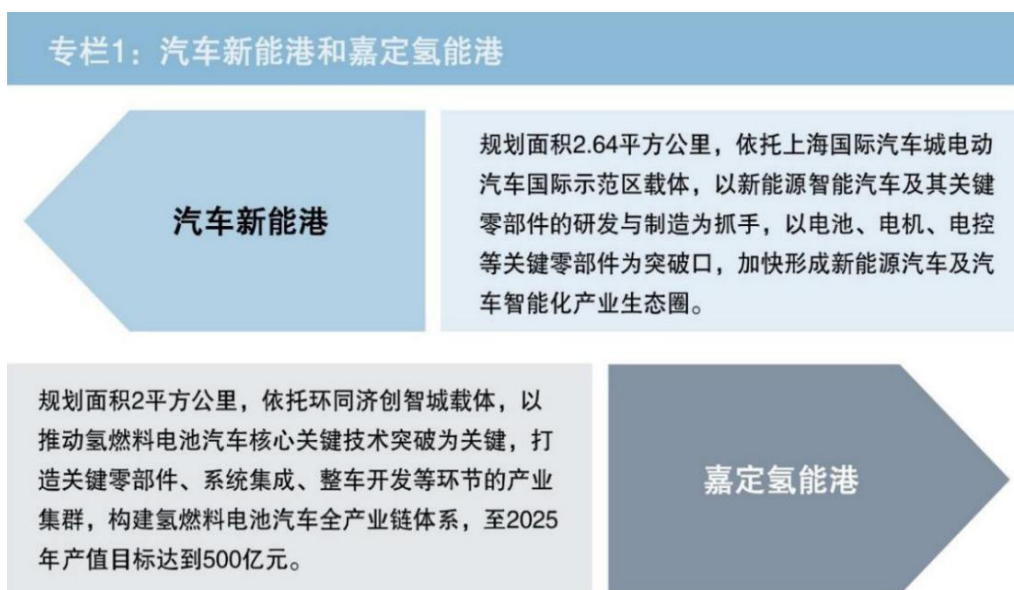 专栏1：汽车新能港和嘉定氢能港
汽车新能港
规划面积2.64平方公里，依托上海国际汽车城电动
汽车国际示范区载体，以新能源智能汽车及其关键
零部件的研发与制造为抓手，以电池、电机、电控
等关键零部件为突破口，加快形成新能源汽车及汽
车智能化产业生态圈。
规划面积2平方公里，依托环同济创智城载体，以
推动氢燃料电池汽车核心关键技术突破为关键，打
造关键零部件、系统集成、整车开发等环节的产业
集群，构建氢燃料电池汽车全产业链体系，至2025
年产值目标达到500亿元。
嘉定氢能港